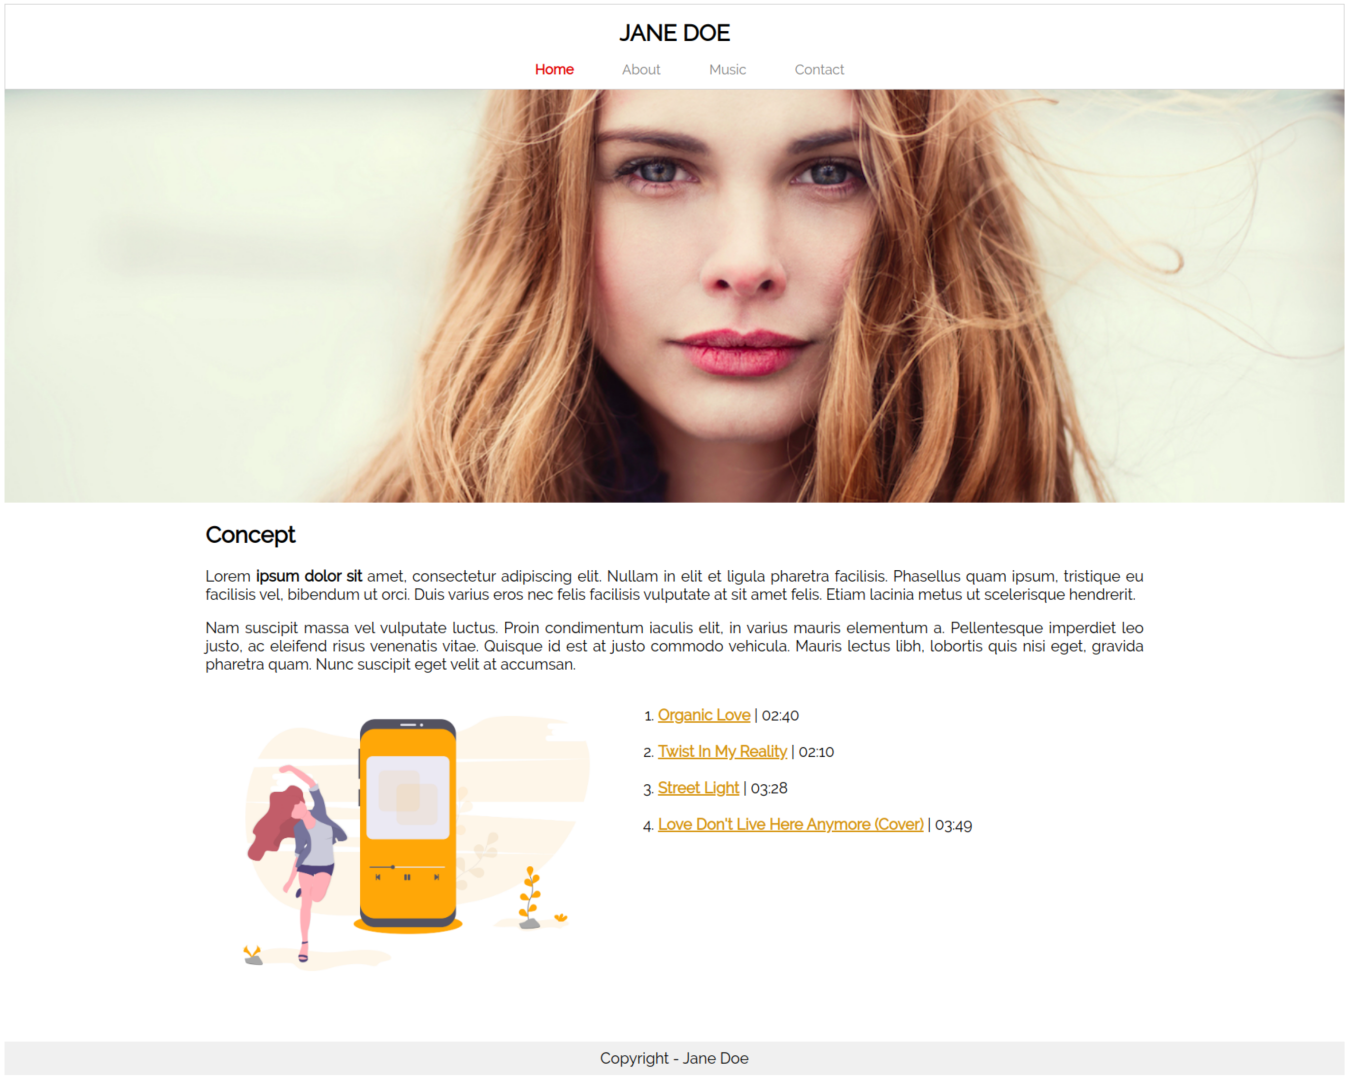 JANE DOE
Home About Music Contact
Concept
Lorem ipsum dolor sit amet, consectetur adipiscing elit. Nullam in elit et ligula pharetra facilisis. Phasellus quam ipsum, tristique eu
facilisis vel, bibendum ut orci. Duis varius eros nec felis facilisis vulputate at sit amet felis. Etiam lacinia metus ut scelerisque hendrerit.
Nam suscipit massa vel vulputate luctus. Proin condimentum iaculis elit, in varius mauris elementum a. Pellentesque imperdiet leo
justo, ac eleifend risus venenatis vitae. Quisque id est at justo commodo vehicula. Mauris lectus libh, lobortis quis nisi eget, gravida
pharetra quam. Nunc suscipit eget velit at accumsan.
1. Organic Love | 02:40
2. Twist In My Reality | 02:10
3. Street Light | 03:28
4. Love Don't Live Here Anymore (Cover) | 03:49
Copyright - Jane Doe